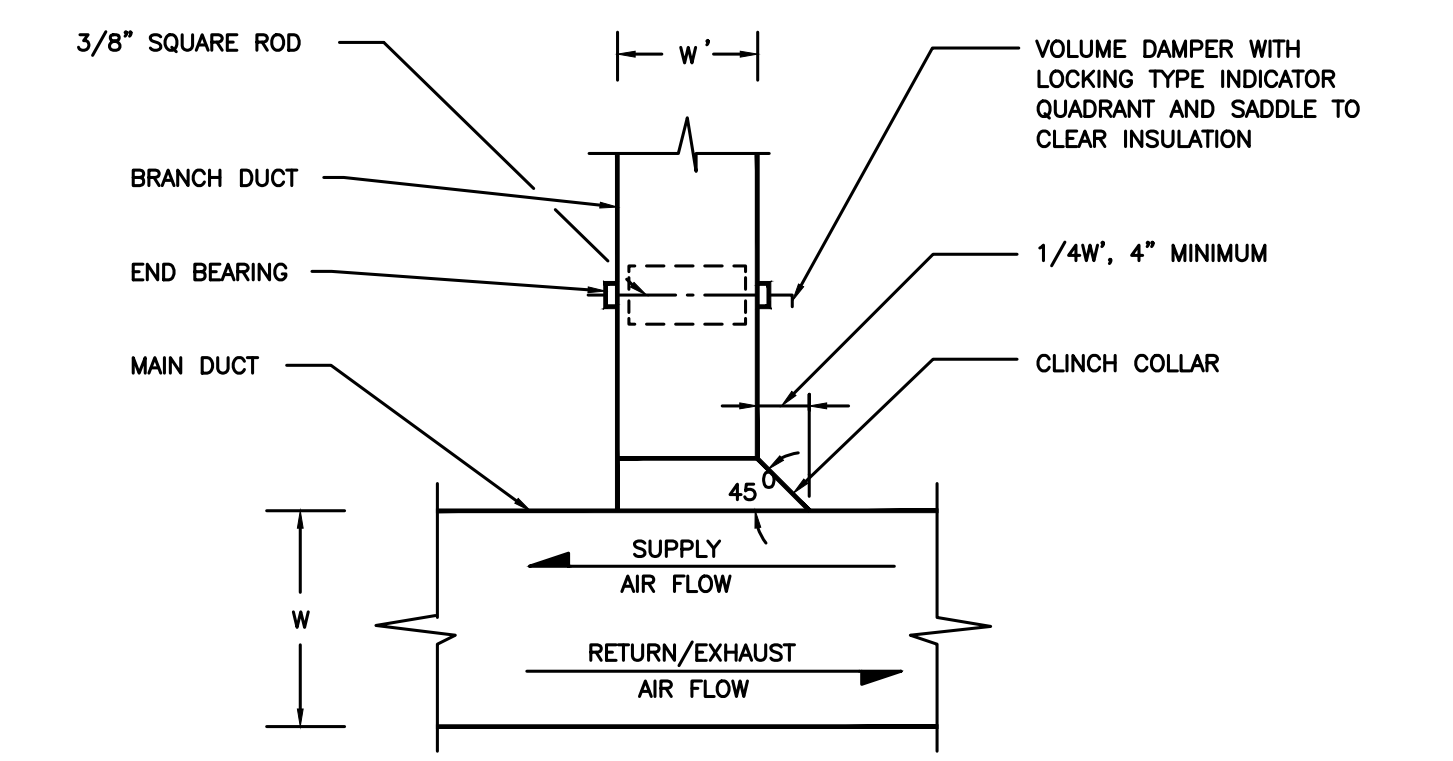 3/8" SQUARE ROD
W'
VOLUME DAMPER WITH
LOCKING TYPE INDICATOR
QUADRANT AND SADDLE TO
CLEAR INSULATION
BRANCH DUCT
1/4W', 4" MINIMUM
END BEARING
MAIN DUCT
CLINCH COLLAR
45°
SUPPLY
AIR FLOW
W
RETURN/EXHAUST
AIR FLOW